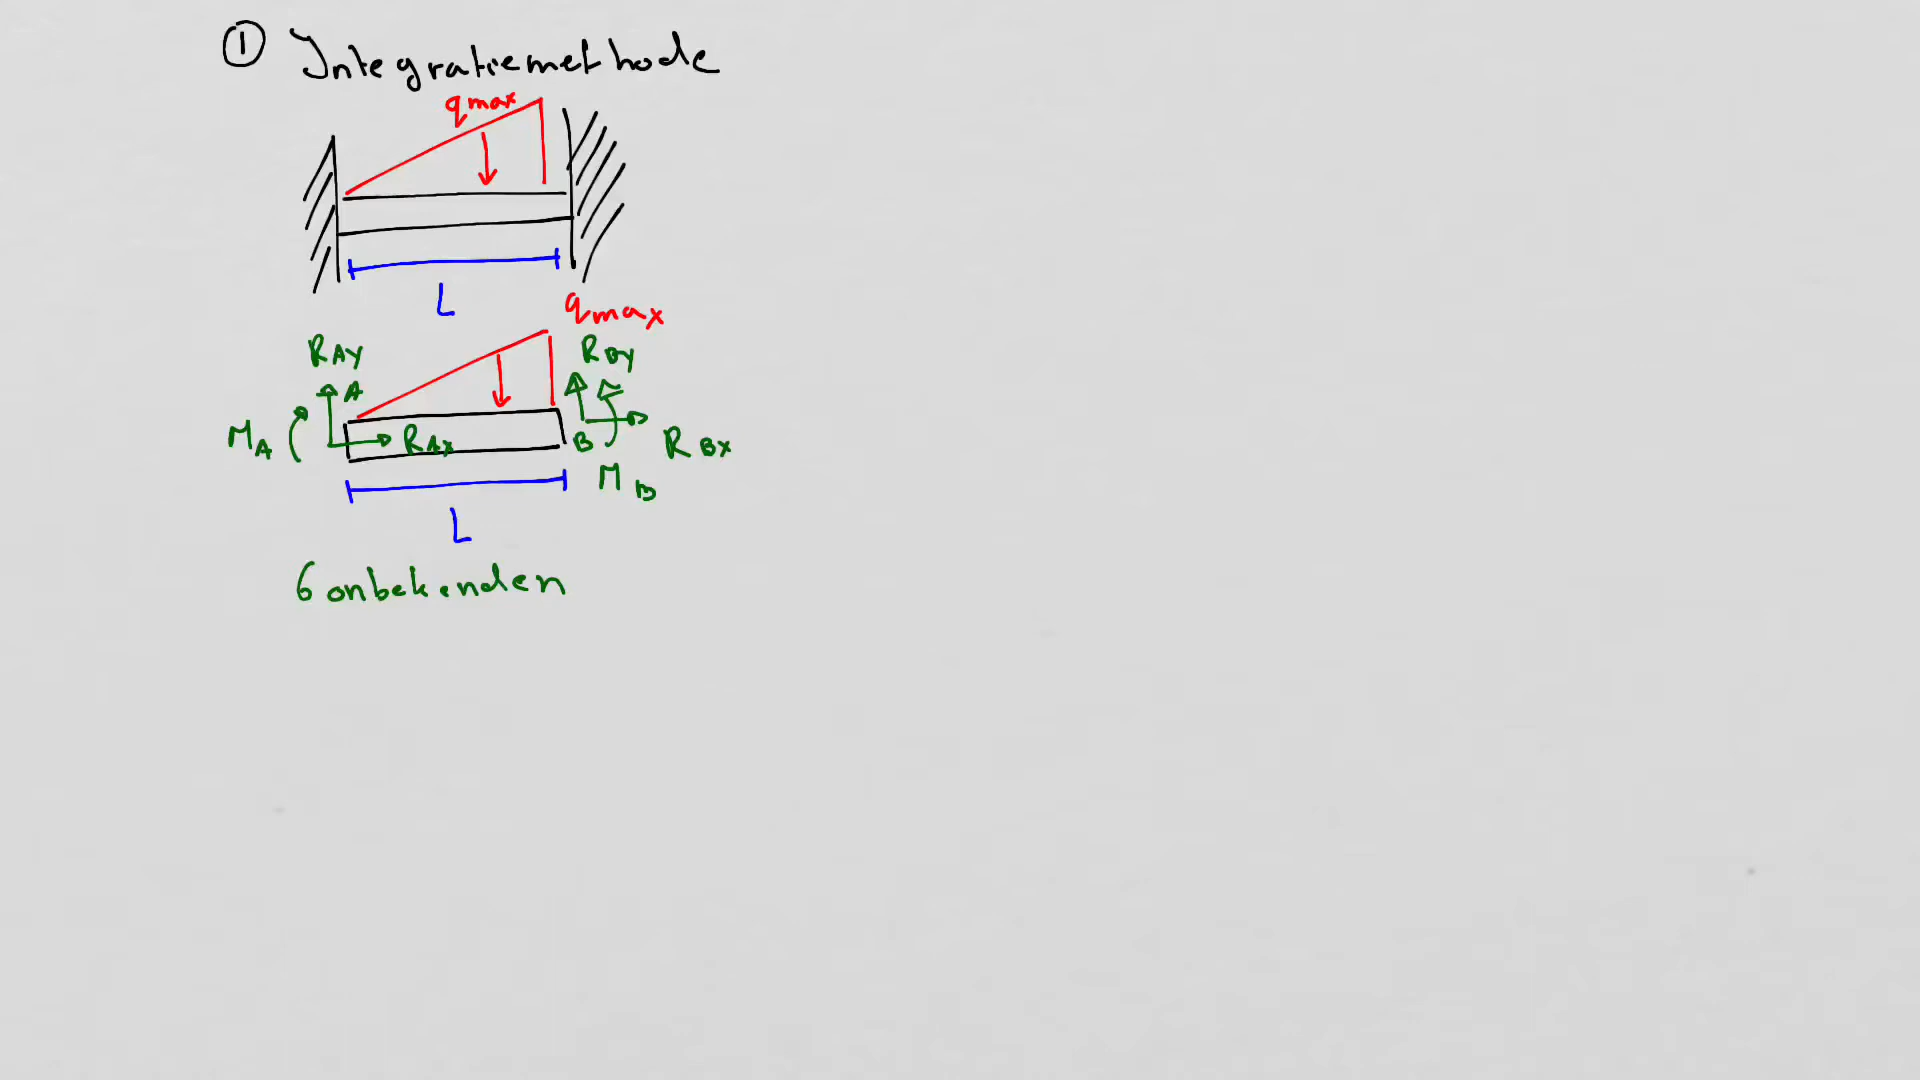 ① Integratiemethode
qmax
L
qmax
RAY
RBY
A
MA
RAX
B
RBX
MB
L
6 onbekenden